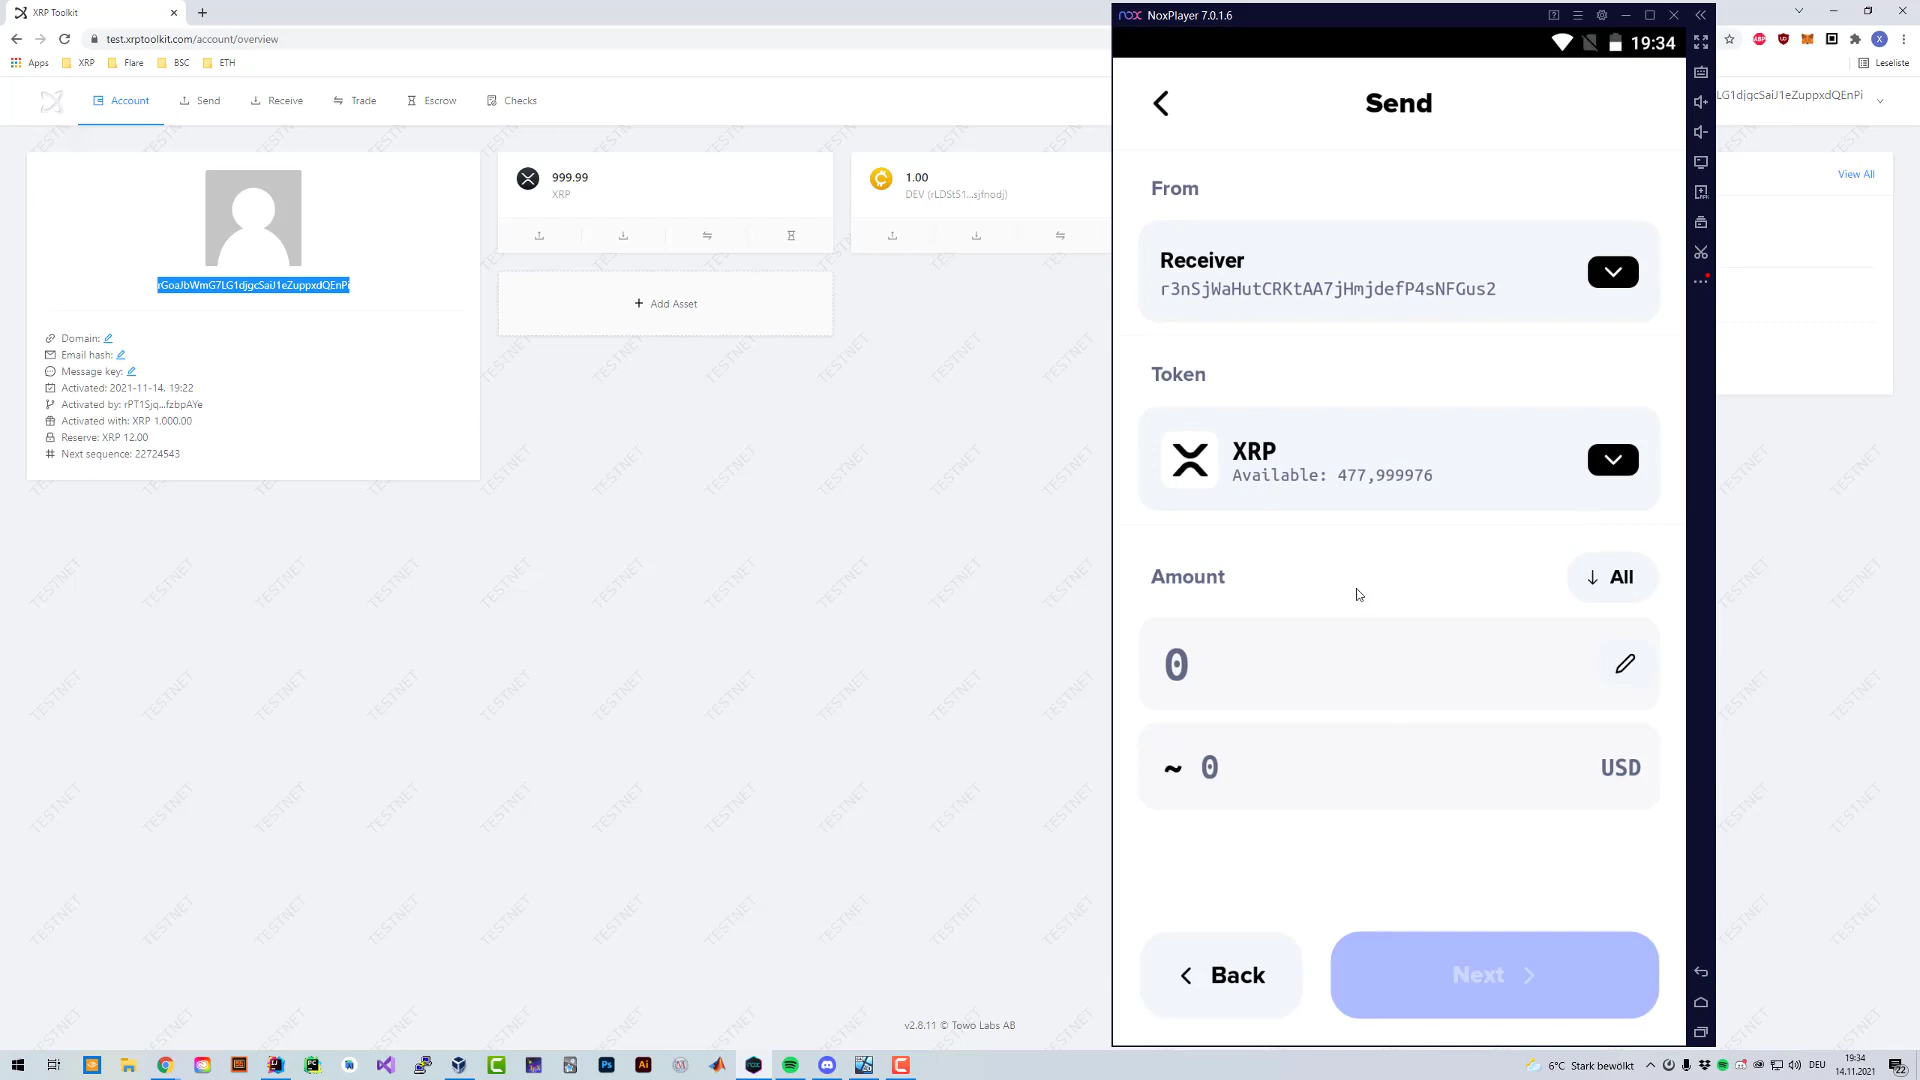 XRP Toolkit
test.xrptoolkit.com/account/overview
Apps
XRP
Flare
BSC
ETH
Leseliste
Account
Send
Receive
Trade
Escrow
Checks
LG1djgcSaiJ1eZuppxdQEnPi
rGoaJbWmG7LG1djgcSaiJ1eZuppxdQEnPi
Domain:
Email hash:
Message key:
Activated: 2021-11-14, 19:22
Activated by: rPT1Sjq...fzbpAYe
Activated with: XRP 1.000.00
Reserve: XRP 12.00
Next sequence: 22724543
999.99
XRP
1.00
DEV (rLDSt51...sjfnodj)
+ Add Asset
View All
TESTNET
v2.8.11 © Towo Labs AB
nox NoxPlayer 7.0.1.6
19:34
Send
From
Receiver
r3nSjWaHutCRKtAA7jHmjdefP4sNFGus2
Token
XRP
Available: 477,999976
Amount
All
0
~ 0
USD
Back
Next
6°C Stark bewölkt
DEU
19:34
14.11.2021
22